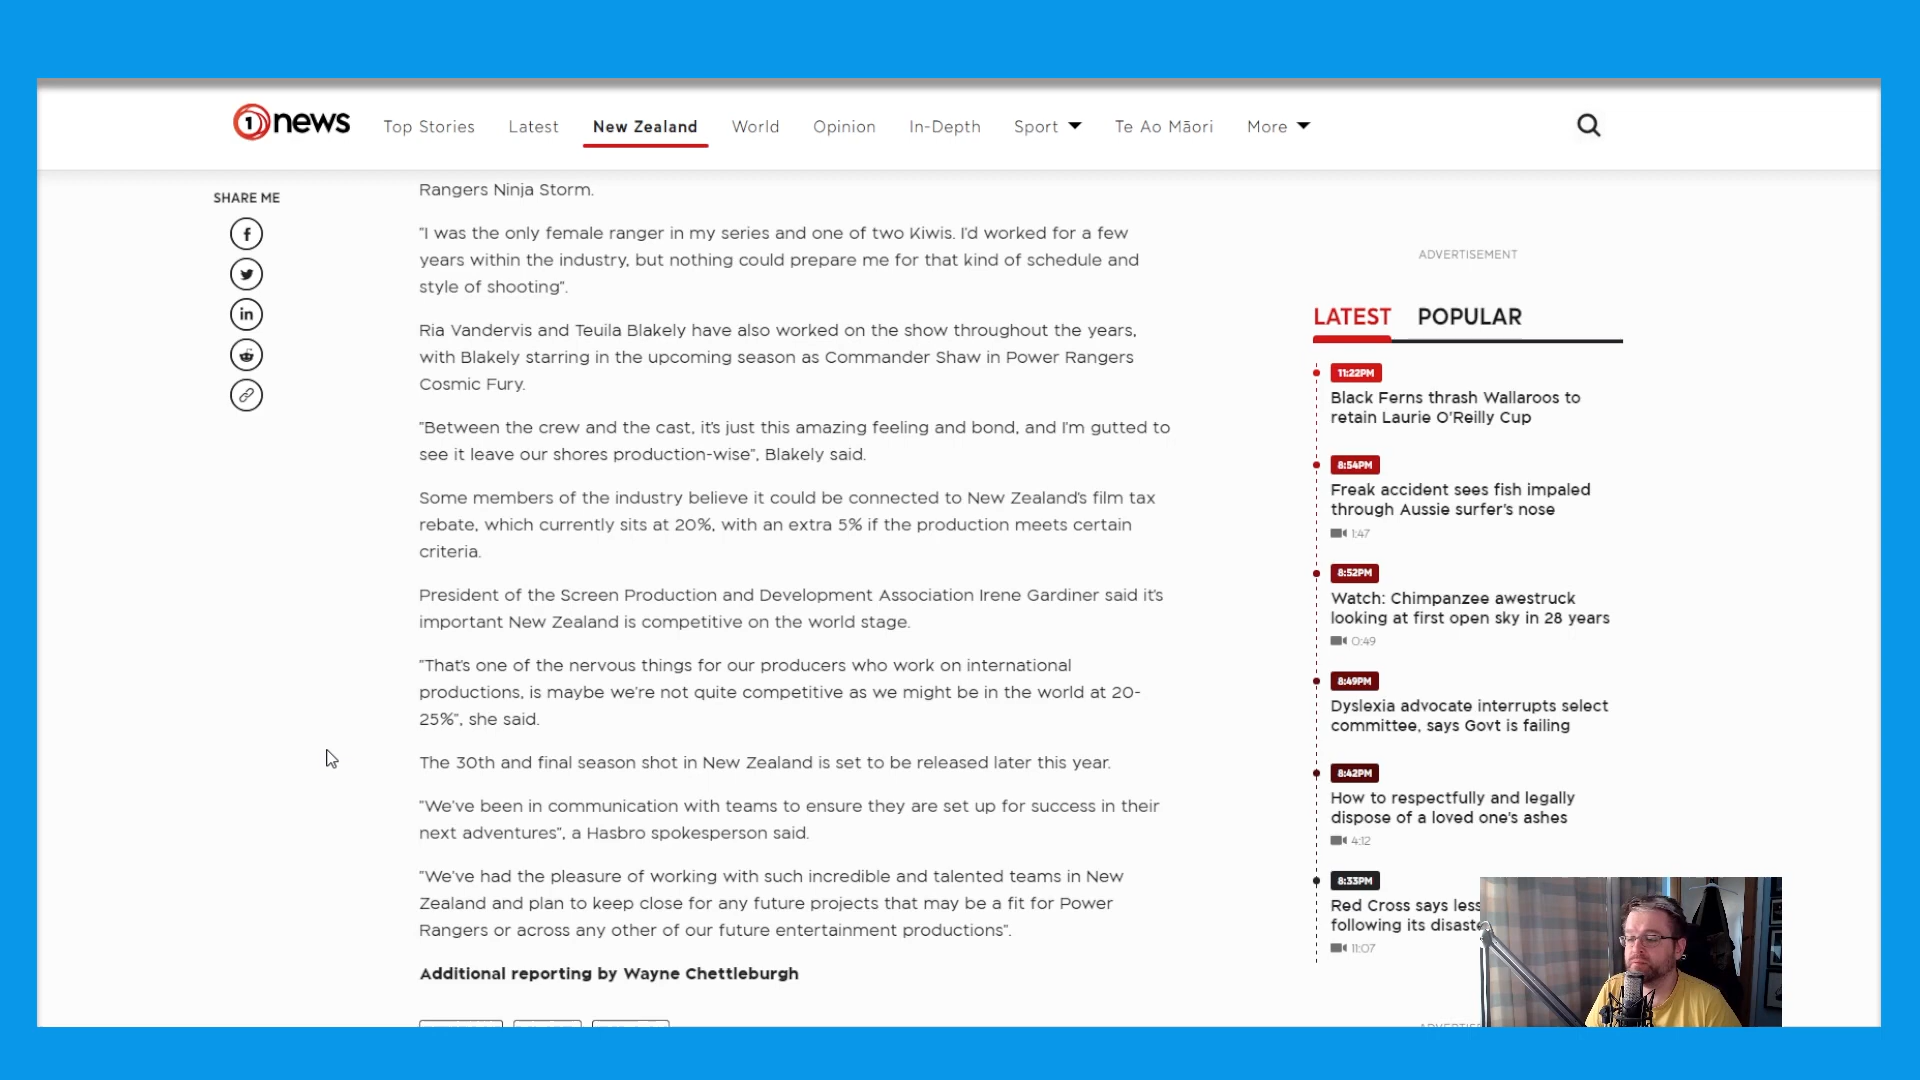 1news
Top Stories
Latest
New Zealand
World
Opinion
In-Depth
Sport
Te Ao Māori
More
SHARE ME
Rangers Ninja Storm.
"I was the only female ranger in my series and one of two Kiwis. I'd worked for a few
years within the industry, but nothing could prepare me for that kind of schedule and
style of shooting".
Ria Vandervis and Teuila Blakely have also worked on the show throughout the years,
with Blakely starring in the upcoming season as Commander Shaw in Power Rangers
Cosmic Fury.
"Between the crew and the cast, it's just this amazing feeling and bond, and I'm gutted to
see it leave our shores production-wise", Blakely said.
Some members of the industry believe it could be connected to New Zealand's film tax
rebate, which currently sits at 20%, with an extra 5% if the production meets certain
criteria.
President of the Screen Production and Development Association Irene Gardiner said it's
important New Zealand is competitive on the world stage.
"That's one of the nervous things for our producers who work on international
productions, is maybe we're not quite competitive as we might be in the world at 20-
25%", she said.
The 30th and final season shot in New Zealand is set to be released later this year.
"We've been in communication with teams to ensure they are set up for success in their
next adventures", a Hasbro spokesperson said.
"We've had the pleasure of working with such incredible and talented teams in New
Zealand and plan to keep close for any future projects that may be a fit for Power
Rangers or across any other of our future entertainment productions".
Additional reporting by Wayne Chettleburgh
ADVERTISEMENT
LATEST
POPULAR
11:22PM
Black Ferns thrash Wallaroos to
retain Laurie O'Reilly Cup
8:54PM
Freak accident sees fish impaled
through Aussie surfer's nose
1:47
8:52PM
Watch: Chimpanzee awestruck
looking at first open sky in 28 years
0:49
8:49PM
Dyslexia advocate interrupts select
committee, says Govt is failing
8:42PM
How to respectfully and legally
dispose of a loved one's ashes
4:12
8:33PM
Red Cross says less
following its disaste
11:07